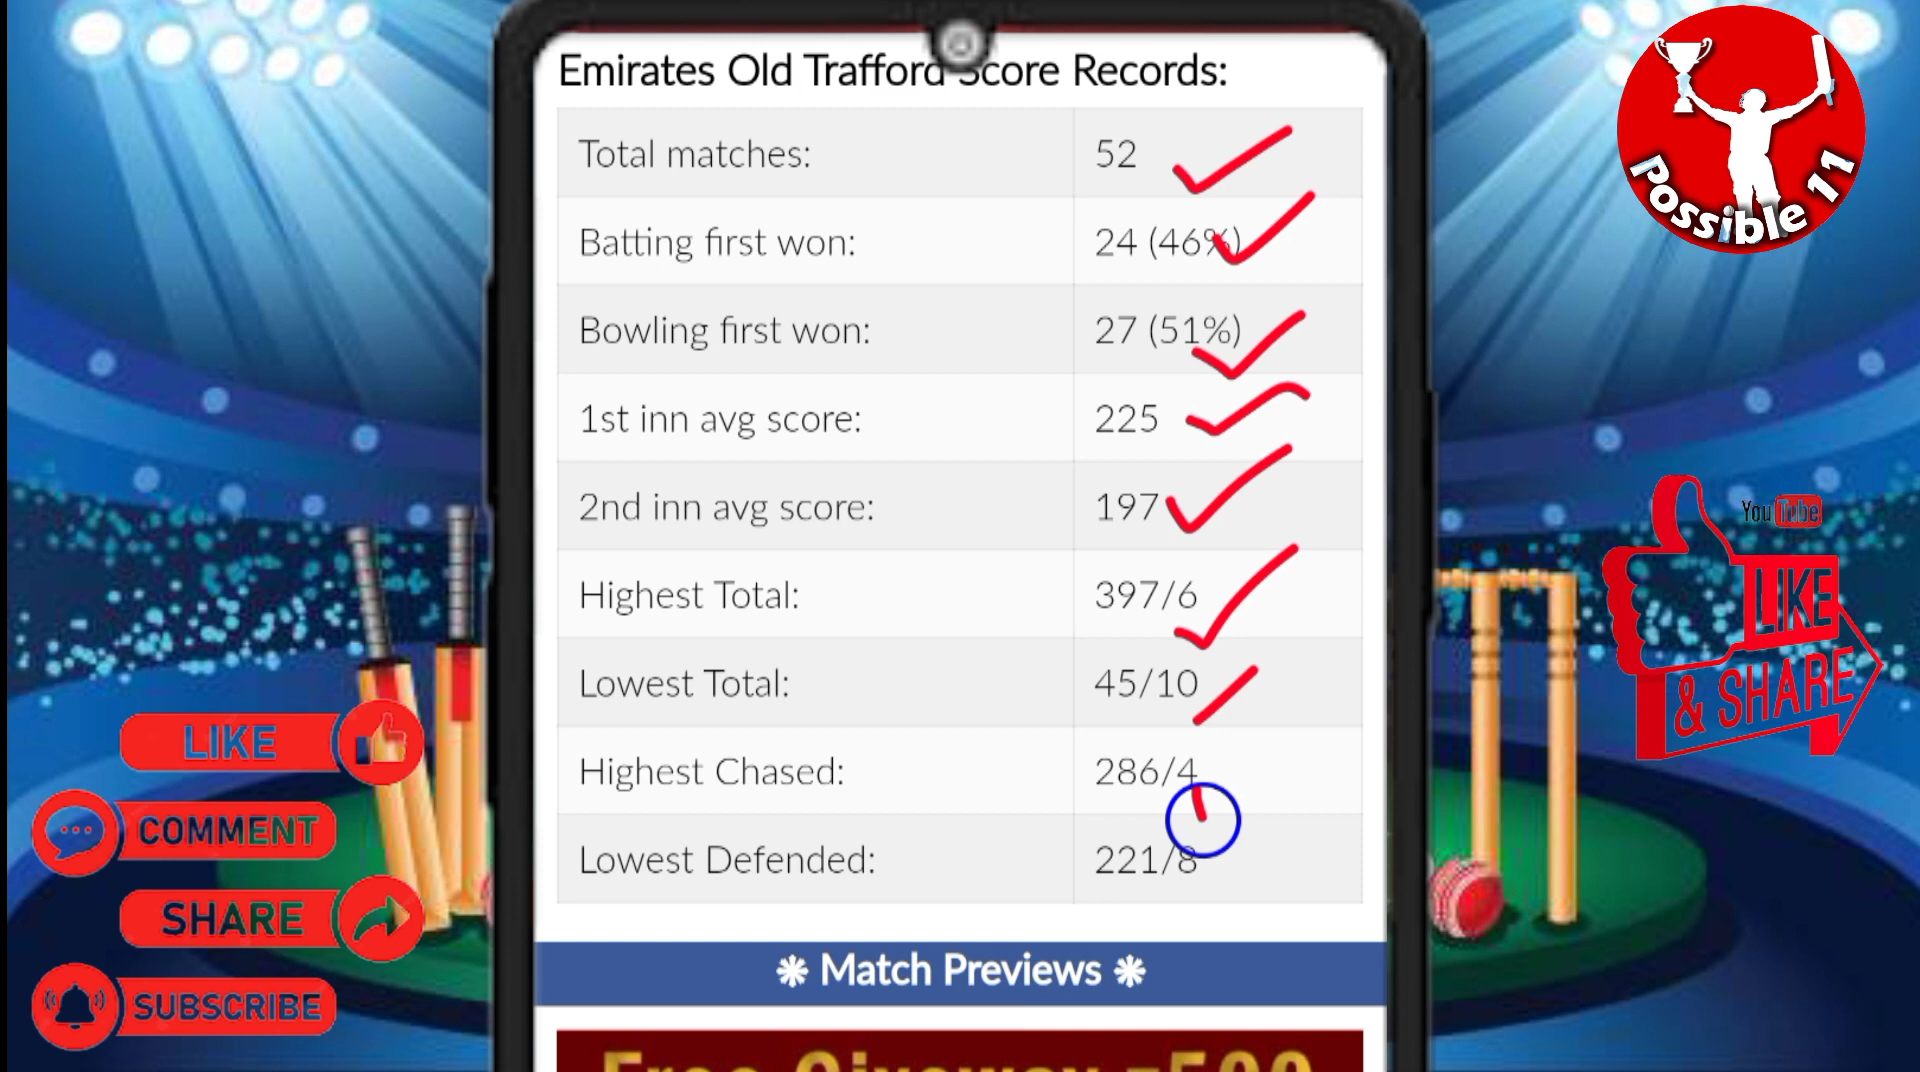 Emirates Old Trafford Score Records:
Total matches: 52
Batting first won: 24 (46%)
Bowling first won: 27 (51%)
1st inn avg score: 225
2nd inn avg score: 197
Highest Total: 397/6
Lowest Total: 45/10
Highest Chased: 286/4
Lowest Defended: 221/8
❋ Match Previews ❋
Free Giveway
Possible 11
YouTube
LIKE
& SHARE
LIKE
COMMENT
SHARE
SUBSCRIBE